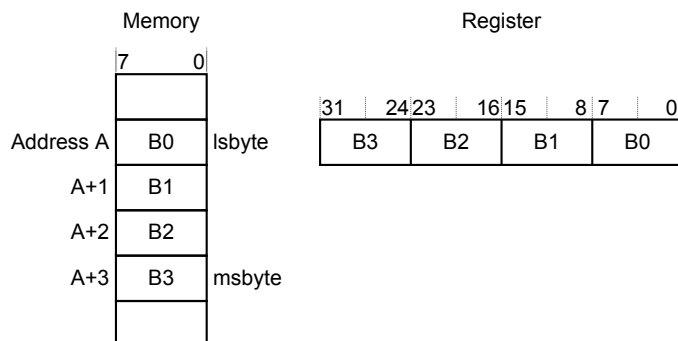 Memory
Register
7 0
31 24 23 16 15 8 7 0
Address A B0 lsbyte
B3 B2 B1 B0
A+1 B1
A+2 B2
A+3 B3 msbyte